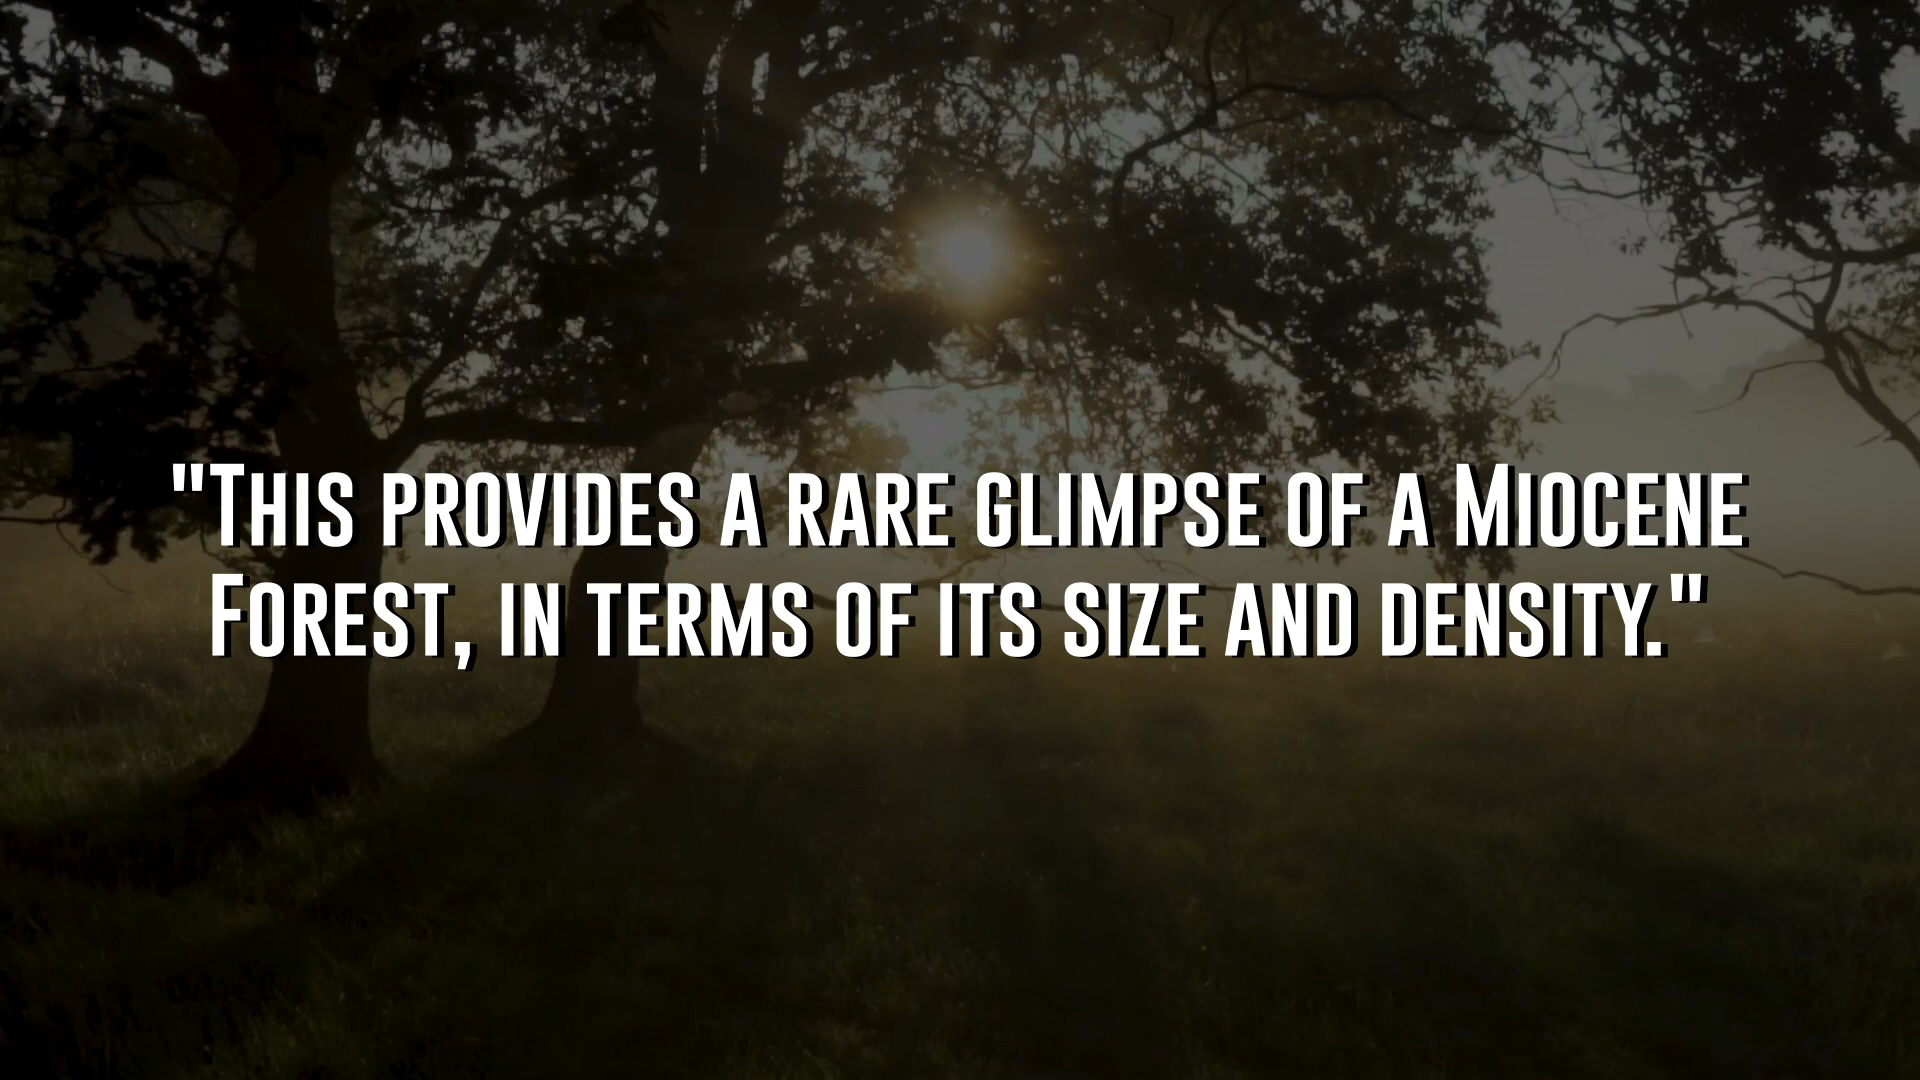 "This provides a rare glimpse of a Miocene
Forest, in terms of its size and density."